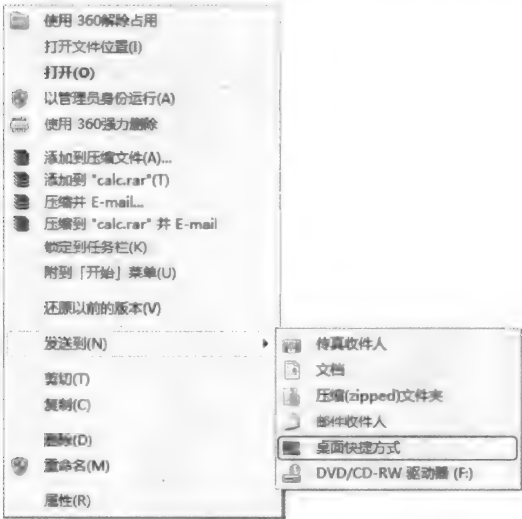 使用 360解除占用
打开文件位置(I)
打开(O)
以管理员身份运行(A)
使用 360强力删除
添加到压缩文件(A)...
添加到 "calc.rar"(T)
压缩并 E-mail...
压缩到 "calc.rar" 并 E-mail
锁定到任务栏(K)
附到「开始」菜单(U)
还原以前的版本(V)
发送到(N)
剪切(T)
复制(C)
删除(D)
重命名(M)
属性(R)
传真收件人
文档
压缩(zipped)文件夹
邮件收件人
桌面快捷方式
DVD/CD-RW 驱动器 (F:)